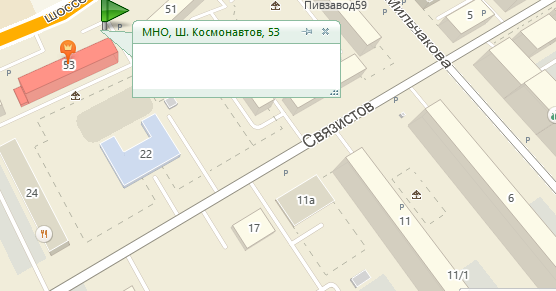 Пивзавод59
шоссе
51
5
Мильчакова
МНО, Ш. Космонавтов, 53
53
P
Связистов
22
24
P
11а
11
6
17
11/1
P